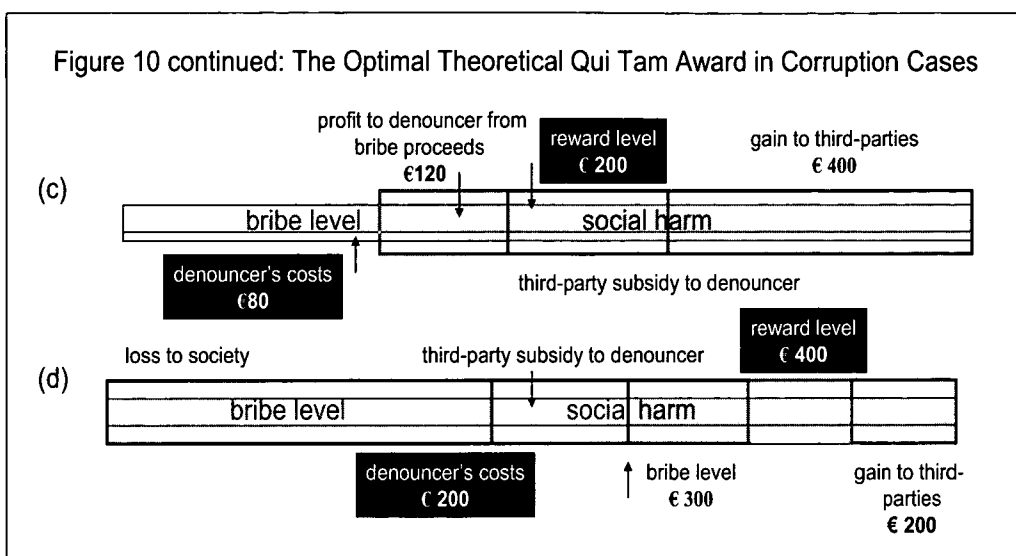 Figure 10 continued: The Optimal Theoretical Qui Tam Award in Corruption Cases
(c)
profit to denouncer from
bribe proceeds
€120
reward level
€ 200
gain to third-parties
€ 400
bribe level
social harm
denouncer's costs
€80
third-party subsidy to denouncer
(d)
loss to society
third-party subsidy to denouncer
reward level
€ 400
bribe level
social harm
denouncer's costs
€ 200
bribe level
€ 300
gain to third-
parties
€ 200